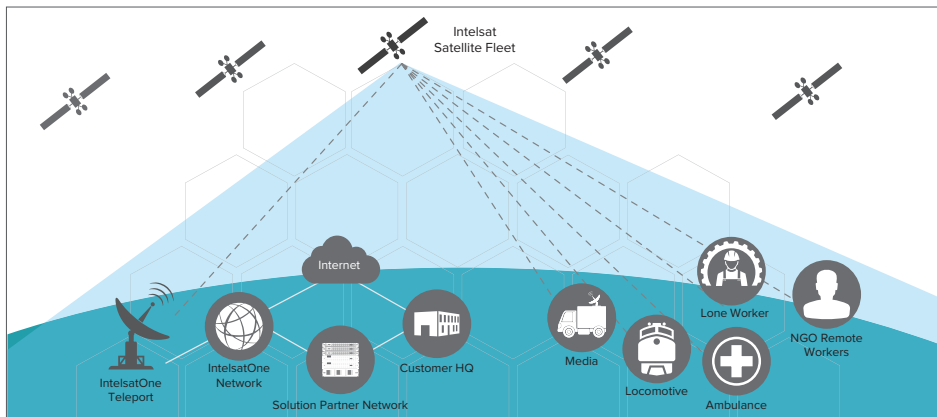 Intelsat
Satellite Fleet
Internet
Lone Worker
NGO Remote
Workers
IntelsatOne
Teleport
IntelsatOne
Network
Solution Partner Network
Customer HQ
Media
Locomotive
Ambulance